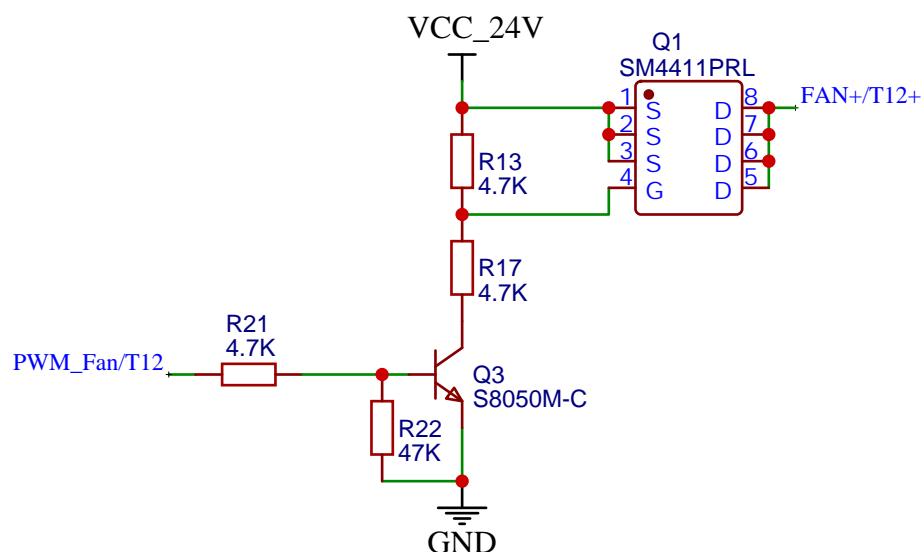 VCC_24V
Q1
SM4411PRL
1 S D 8
2 S D 7
3 S D 6
4 G D 5
FAN+/T12+
R13
4.7K
R17
4.7K
R21
4.7K
PWM_Fan/T12
Q3
S8050M-C
R22
47K
GND